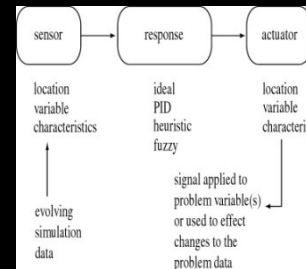 sensor
response
actuator
location
variable
characteristics
ideal
PID
heuristic
fuzzy
location
variable
evolving
simulation
data
signal applied to
problem variable(s)
or used to effect
changes to the
problem data